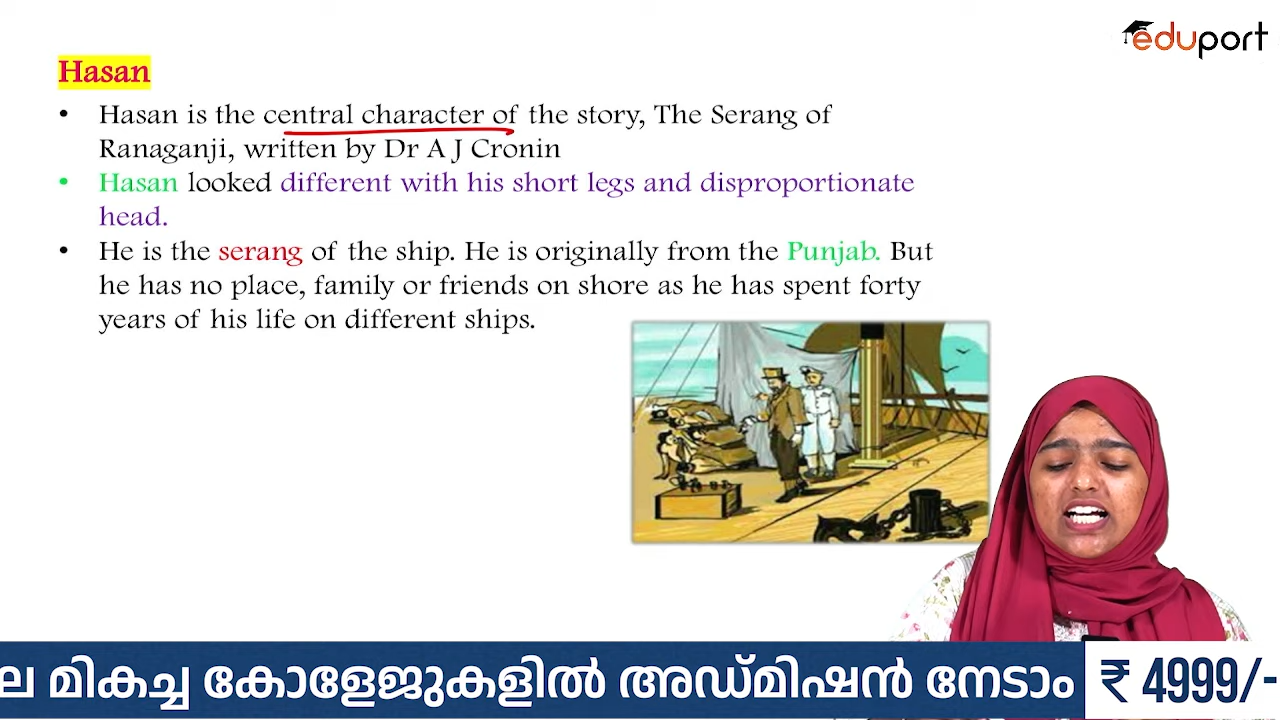 eduport
Hasan
• Hasan is the central character of the story, The Serang of
Ranaganji, written by Dr A J Cronin
• Hasan looked different with his short legs and disproportionate
head.
• He is the serang of the ship. He is originally from the Punjab. But
he has no place, family or friends on shore as he has spent forty
years of his life on different ships.
ല മികച്ച കോളേജുകളിൽ അഡ്മിഷൻ നേടാം ₹ 4999/-